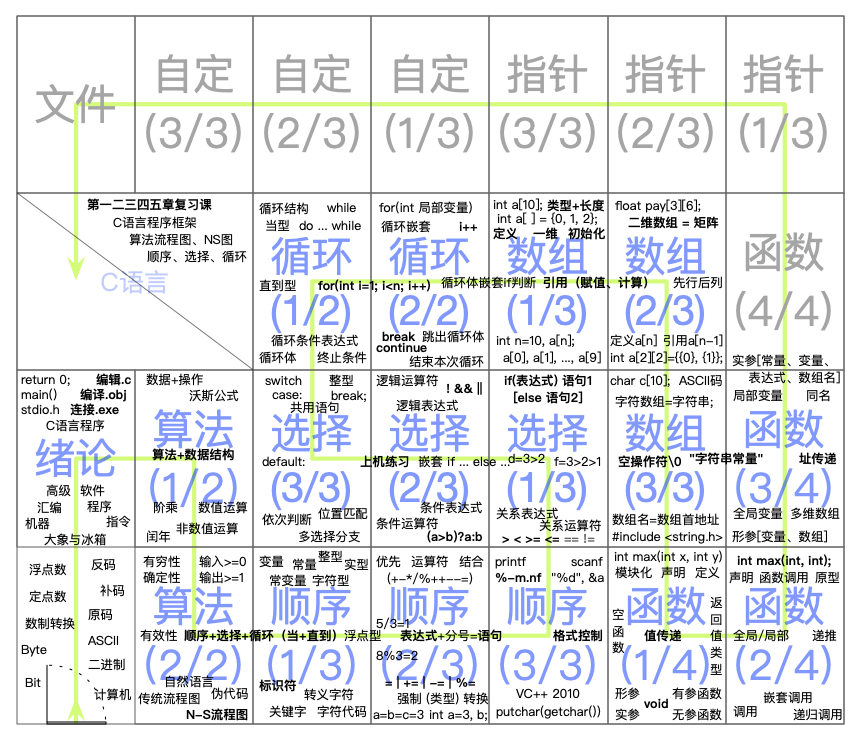 文件
自定
(3/3)
自定
(2/3)
自定
(1/3)
指针
(3/3)
指针
(2/3)
指针
(1/3)
第一二三四五章复习课
C语言程序框架
算法流程图、NS图
顺序、选择、循环
C语言
循环结构 while
当型 do ... while
循环
直到型 for(int i=1; i<n; i++)
(1/2)
循环条件表达式
循环体 终止条件
for(int 局部变量)
循环嵌套 i++
循环
循环体嵌套if判断
(2/2)
break 跳出循环体
continue
结束本次循环
int a[10]; 类型+长度
int a[ ] = {0, 1, 2};
定义 一维 初始化
数组
引用（赋值、计算）
(1/3)
int n=10, a[n];
a[0], a[1], ..., a[9]
float pay[3][6];
二维数组 = 矩阵
数组
先行后列
(2/3)
定义a[n] 引用a[n-1]
int a[2][2]={{0}, {1}};
函数
(4/4)
实参[常量、变量、
表达式、数组名]
return 0; 编辑.c
main() 编译.obj
stdio.h 连接.exe
C语言程序
绪论
高级 软件
汇编 程序
机器 指令
大象与冰箱
数据+操作
沃斯公式
算法
算法+数据结构
(1/2)
阶乘 数值运算
闰年 非数值运算
switch 整型
case: break;
共用语句
选择
default:
(3/3)
依次判断 位置匹配
多选择分支
逻辑运算符 ! && ||
逻辑表达式
选择
上机练习 嵌套 if ... else ...
(2/3)
条件表达式
条件运算符
(a>b)?a:b
if(表达式) 语句1
[else 语句2]
选择
d=3>2 f=3>2>1
(1/3)
关系表达式
关系运算符
> < >= <= == !=
char c[10]; ASCII码
字符数组=字符串;
数组
空操作符\0 "字符串常量"
(3/3)
数组名=数组首地址
#include <string.h>
局部变量 同名
函数
址传递
(3/4)
全局变量 多维数组
形参[变量、数组]
浮点数 反码
定点数 补码
数制转换 原码
Byte ASCII
二进制
Bit 计算机
有穷性 输入>=0
确定性 输出>=1
算法
有效性 顺序+选择+循环（当+直到）
(2/2)
自然语言
传统流程图 伪代码
N-S流程图
变量 常量 整型 实型
常变量 字符型
顺序
浮点型
(1/3)
标识符 转义字符
关键字 字符代码
优先 运算符 结合
(+-*/%++--=)
顺序
5/3=1
表达式+分号=语句
(2/3)
8%3=2
= | += | -= | %=
强制 (类型) 转换
a=b=c=3 int a=3, b;
printf scanf
%-m.nf "%d", &a
顺序
格式控制
(3/3)
VC++ 2010
putchar(getchar())
int max(int x, int y)
模块化 声明 定义
函数
空函数
返回值类型
值传递
(1/4)
形参 void 有参函数
实参 无参函数
int max(int, int);
声明 函数调用 原型
函数
全局/局部 递推
(2/4)
嵌套调用
调用 递归调用